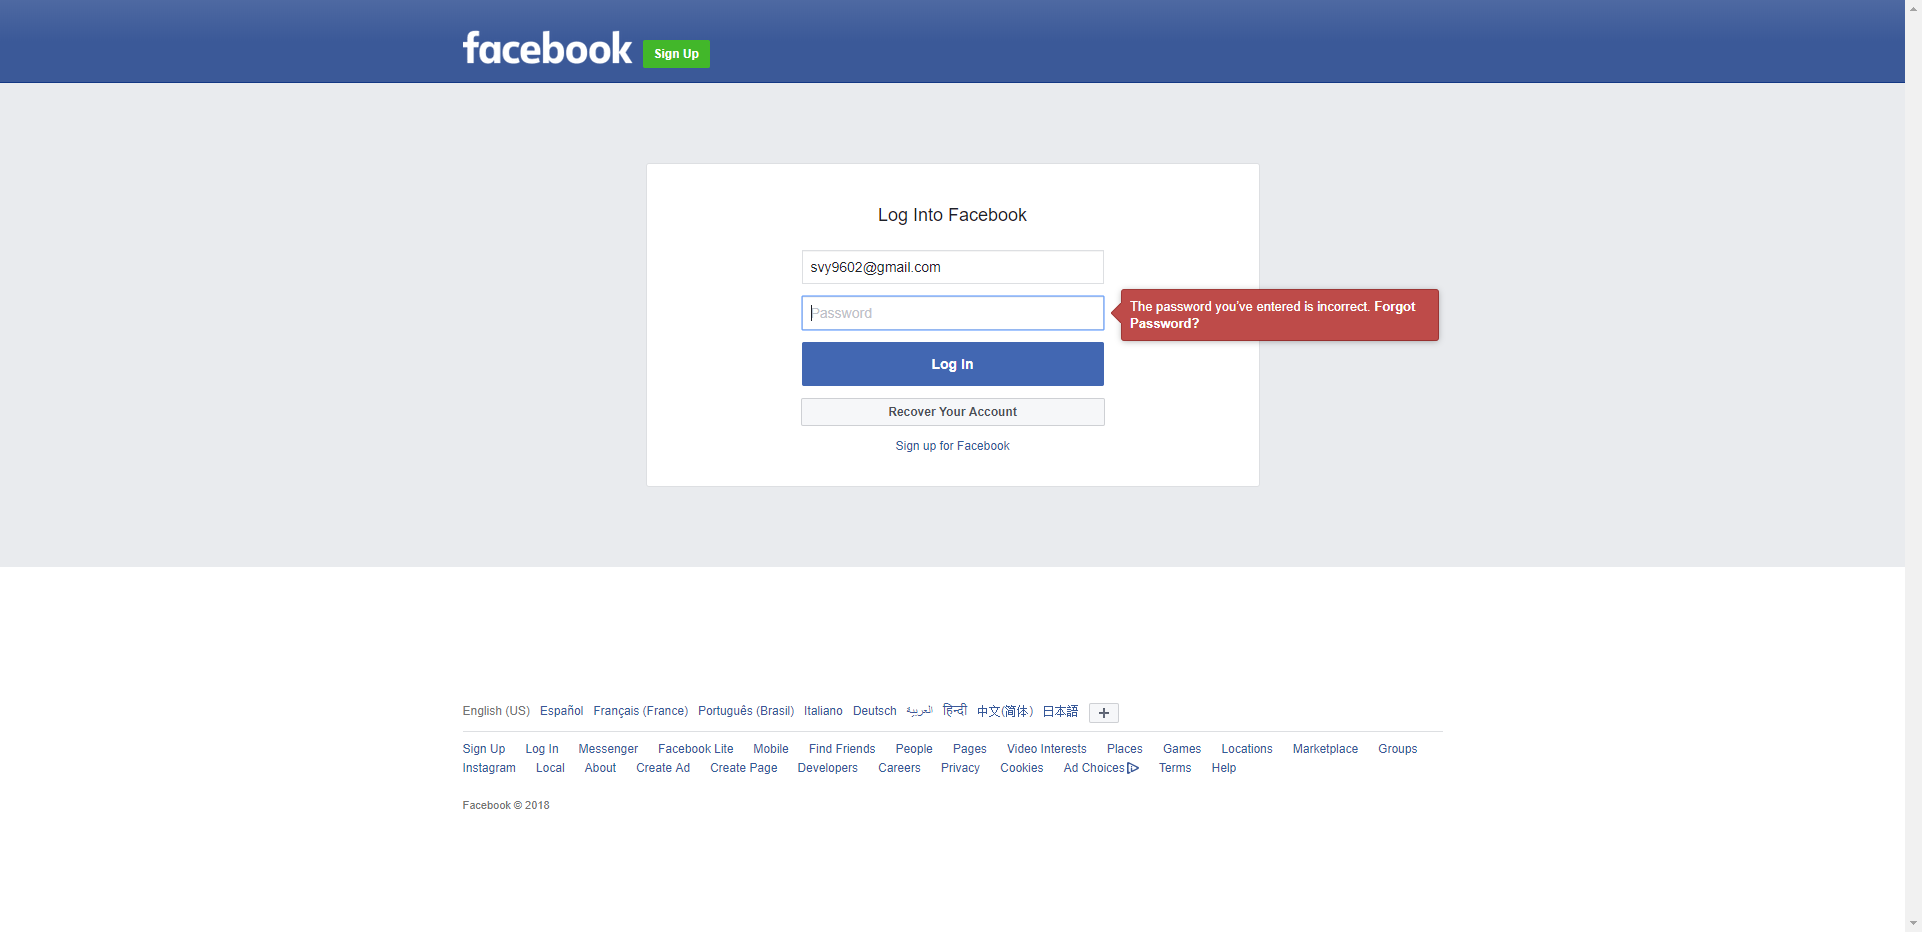 facebook Sign Up
Log Into Facebook
svy9602@gmail.com
Password
The password you've entered is incorrect. Forgot
Password?
Log In
Recover Your Account
Sign up for Facebook
English (US) Español Français (France) Português (Brasil) Italiano Deutsch العربية हिन्दी 中文(简体) 日本語
Sign Up Log In Messenger Facebook Lite Mobile Find Friends People Pages Video Interests Places Games Locations Marketplace Groups
Instagram Local About Create Ad Create Page Developers Careers Privacy Cookies Ad Choices Terms Help
Facebook © 2018